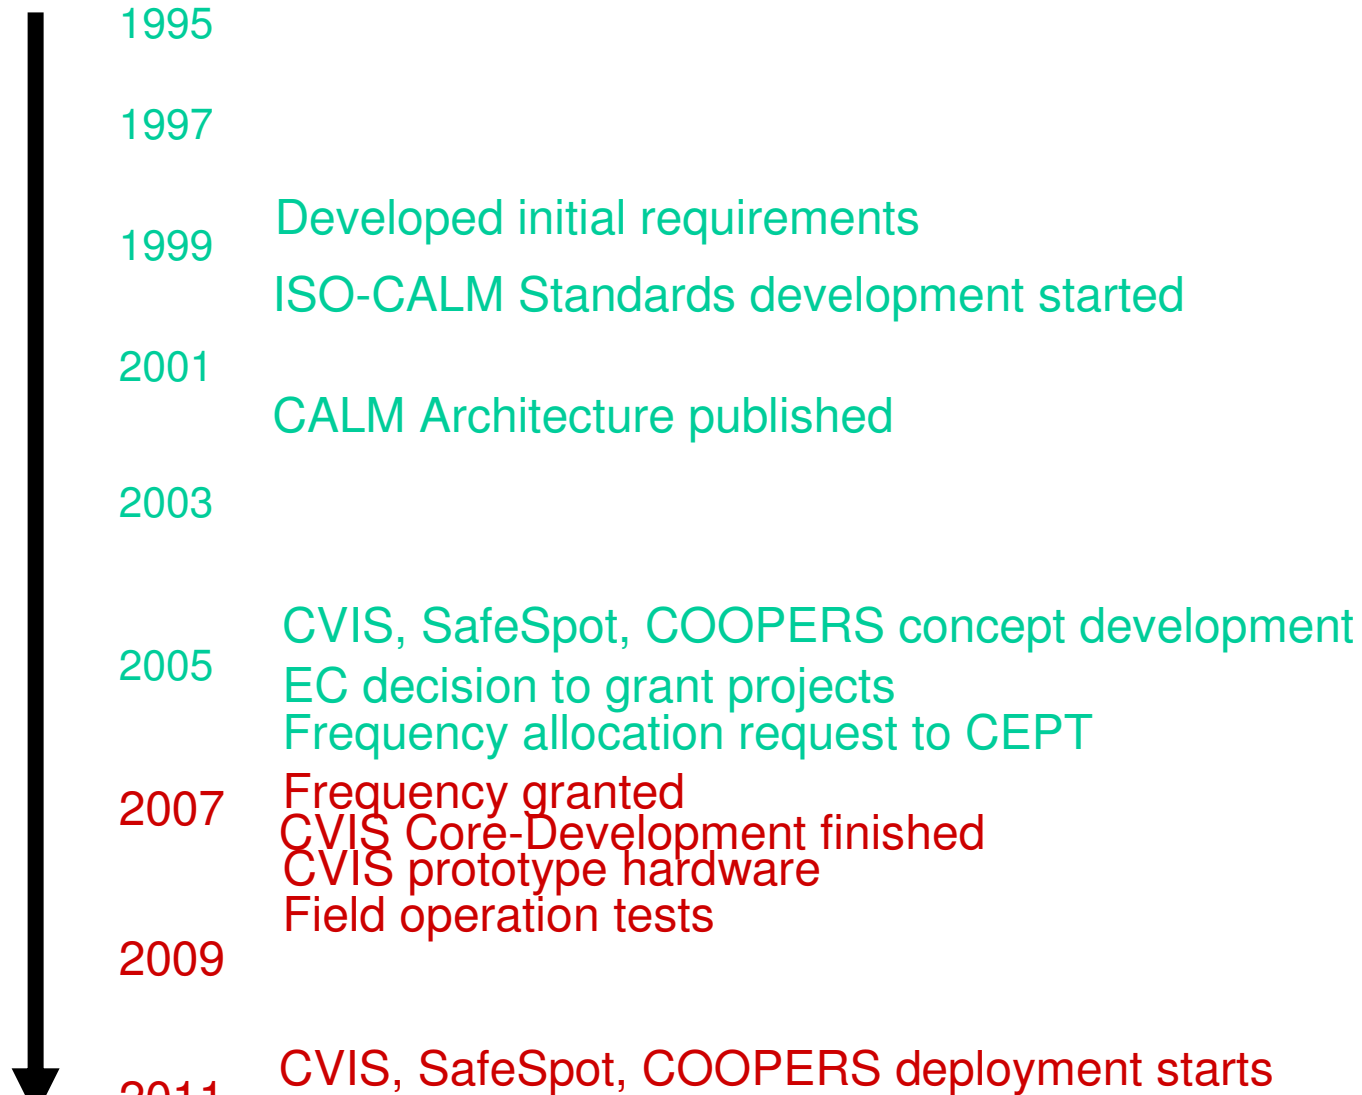 1995
1997
Developed initial requirements
1999
ISO-CALM Standards development started
2001
CALM Architecture published
2003
CVIS, SafeSpot, COOPERS concept development
2005
EC decision to grant projects
Frequency allocation request to CEPT
Frequency granted
2007
CVIS Core-Development finished
CVIS prototype hardware
Field operation tests
2009
CVIS, SafeSpot, COOPERS deployment starts
2011